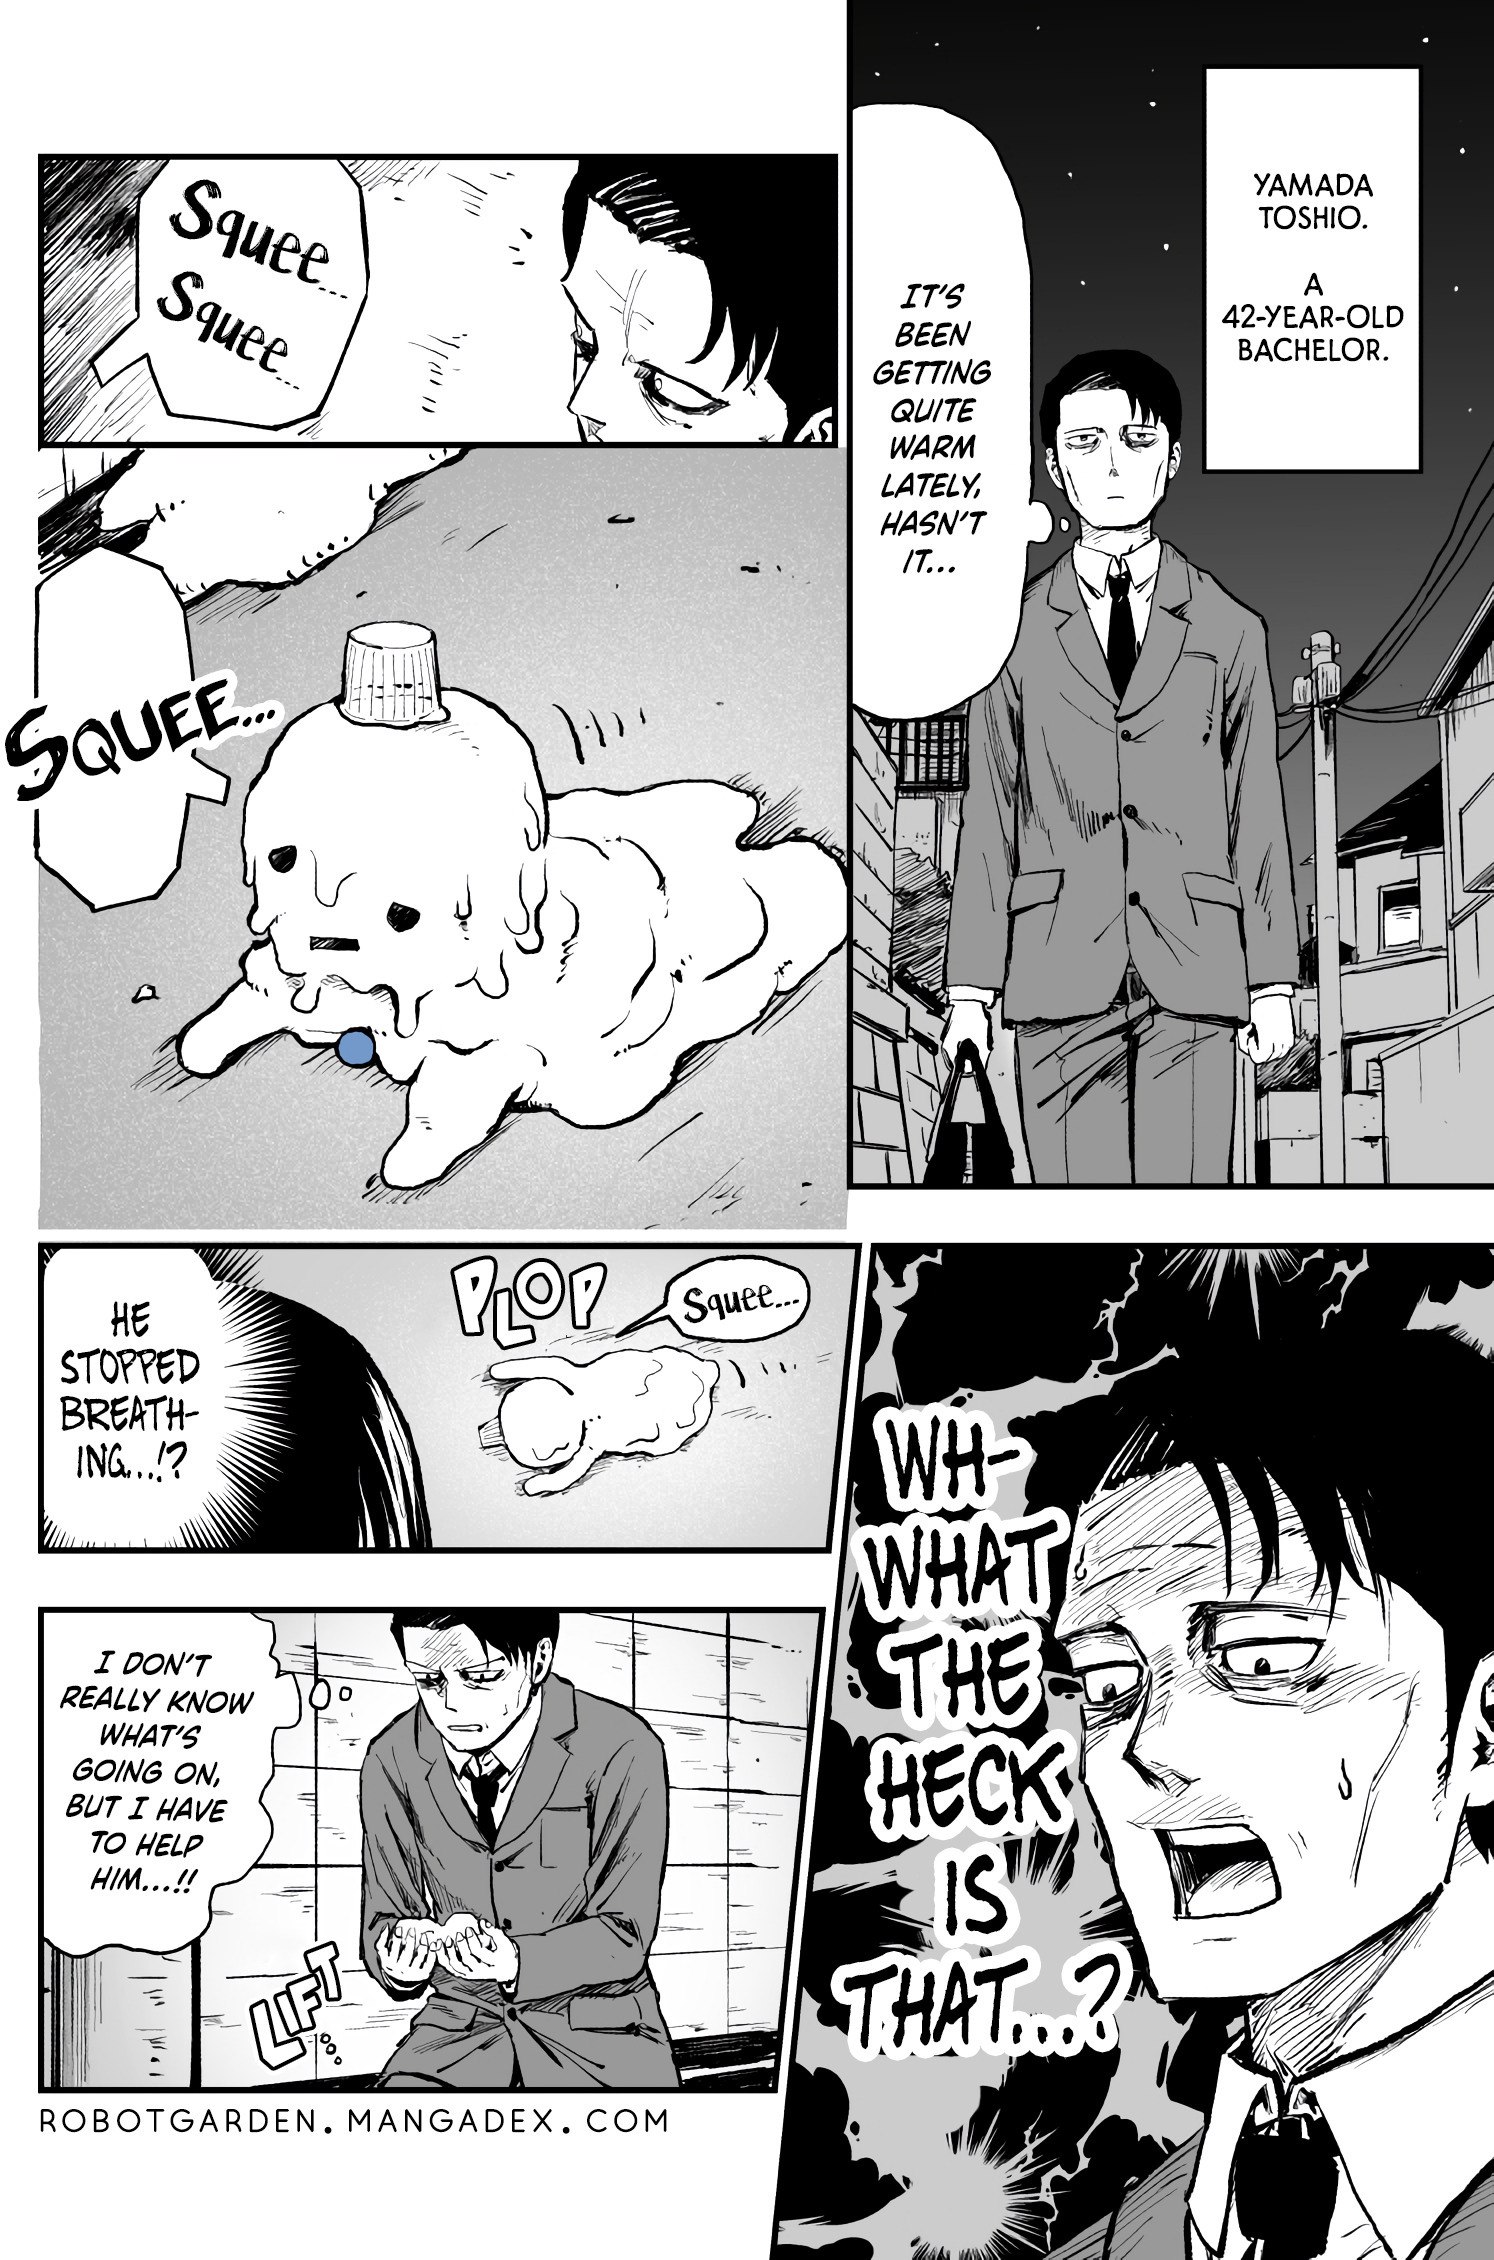 YAMADA
TOSHIO.
A
42-YEAR-OLD
BACHELOR.
IT'S
BEEN
GETTING
QUITE
WARM
LATELY,
HASN'T
IT...
Squee...
Squee...
SQUEE...
WH-
WHAT
THE
HECK
IS
THAT...?
PLOP
Squee...
HE
STOPPED
BREATH-
ING...!?
I DON'T
REALLY KNOW
WHAT'S
GOING ON,
BUT I HAVE
TO HELP
HIM...!!
LIFT
ROBOTGARDEN. MANGADEX. COM